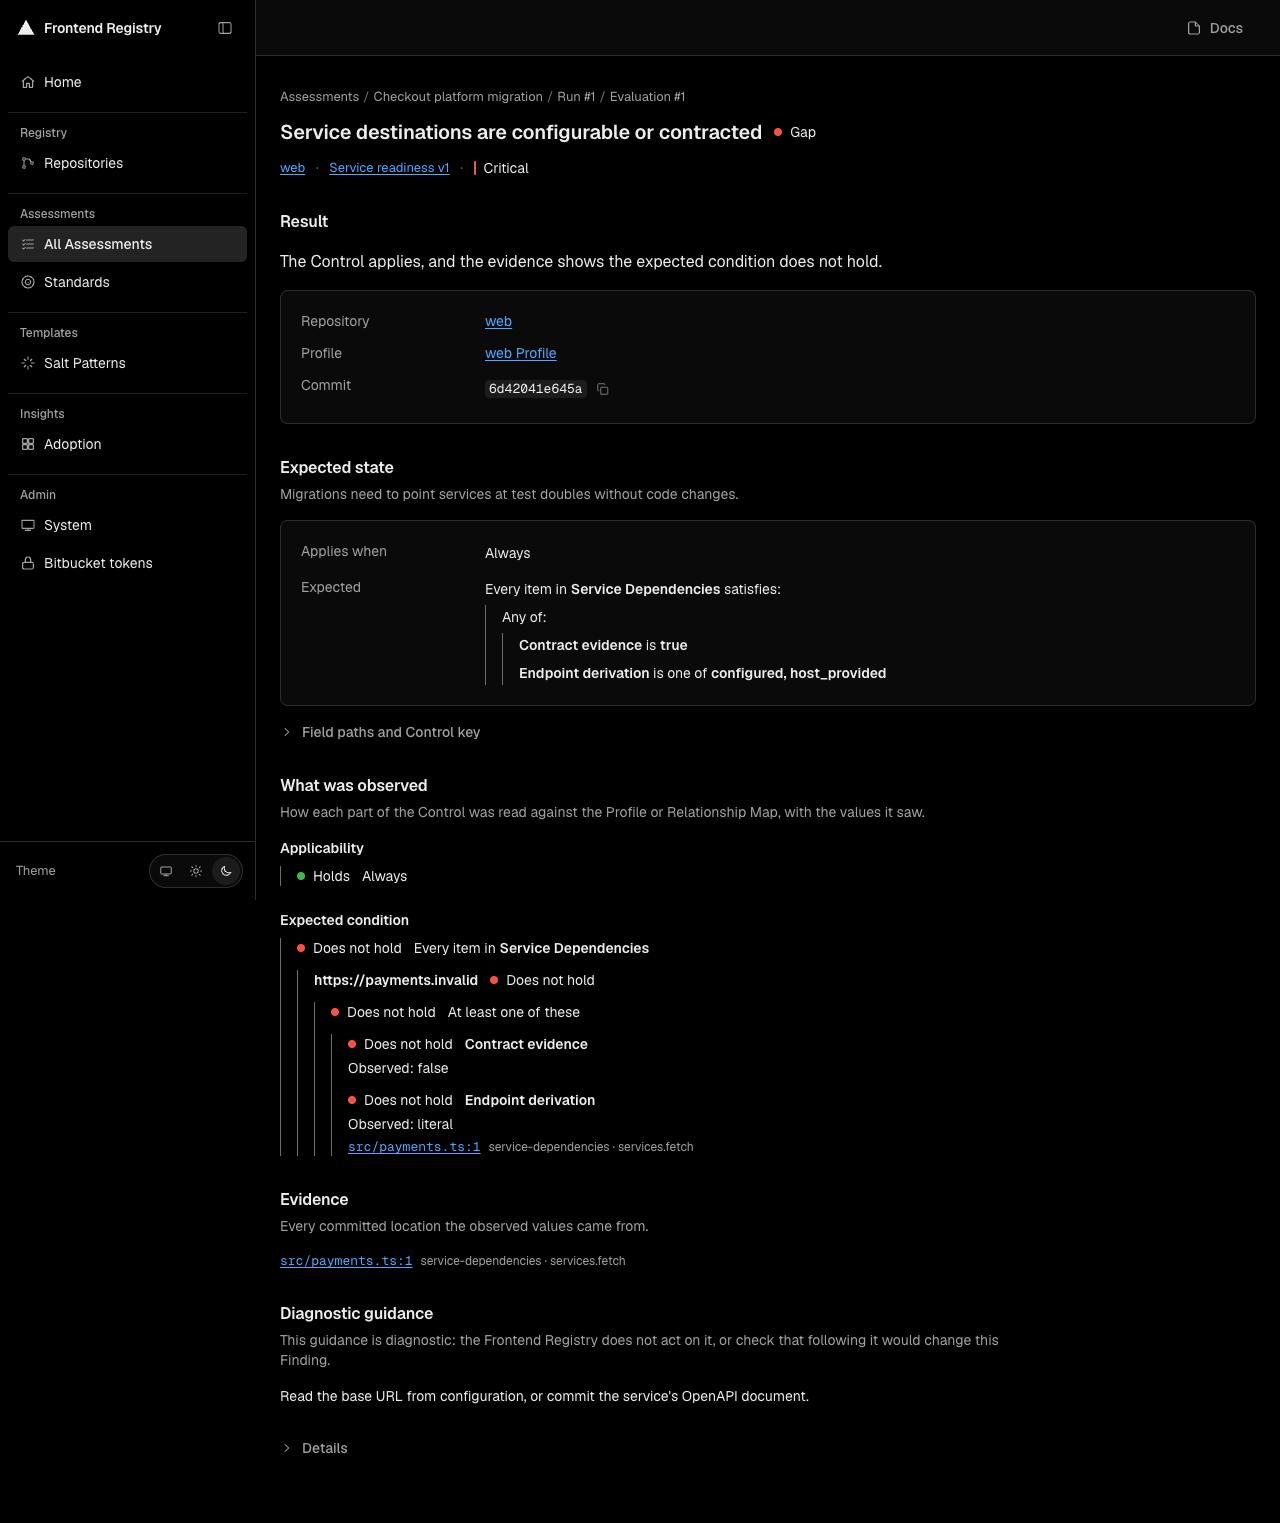 Frontend Registry
Docs
Home
Registry
Repositories
Assessments
All Assessments
Standards
Templates
Salt Patterns
Insights
Adoption
Admin
System
Bitbucket tokens
Theme
Assessments / Checkout platform migration / Run #1 / Evaluation #1
Service destinations are configurable or contracted Gap
web · Service readiness v1 · Critical
Result
The Control applies, and the evidence shows the expected condition does not hold.
Repository web
Profile web Profile
Commit 6d42041e645a
Expected state
Migrations need to point services at test doubles without code changes.
Applies when Always
Expected Every item in Service Dependencies satisfies:
Any of:
Contract evidence is true
Endpoint derivation is one of configured, host_provided
Field paths and Control key
What was observed
How each part of the Control was read against the Profile or Relationship Map, with the values it saw.
Applicability
Holds Always
Expected condition
Does not hold Every item in Service Dependencies
https://payments.invalid Does not hold
Does not hold At least one of these
Does not hold Contract evidence
Observed: false
Does not hold Endpoint derivation
Observed: literal
src/payments.ts:1 service-dependencies · services.fetch
Evidence
Every committed location the observed values came from.
src/payments.ts:1 service-dependencies · services.fetch
Diagnostic guidance
This guidance is diagnostic: the Frontend Registry does not act on it, or check that following it would change this
Finding.
Read the base URL from configuration, or commit the service's OpenAPI document.
Details